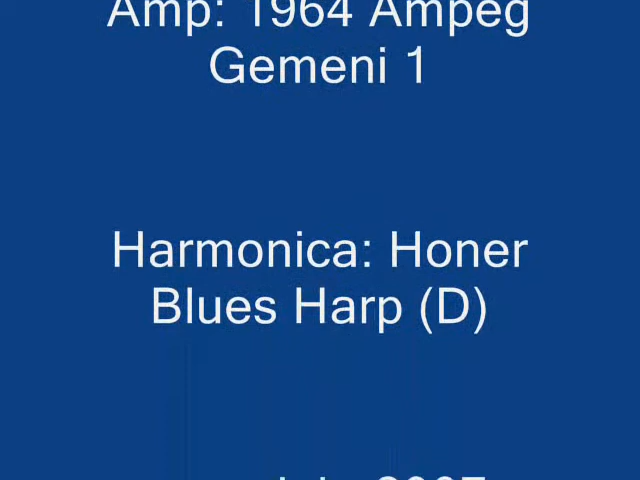 Amp: 1964 Ampeg
Gemeni 1
Harmonica: Honer
Blues Harp (D)